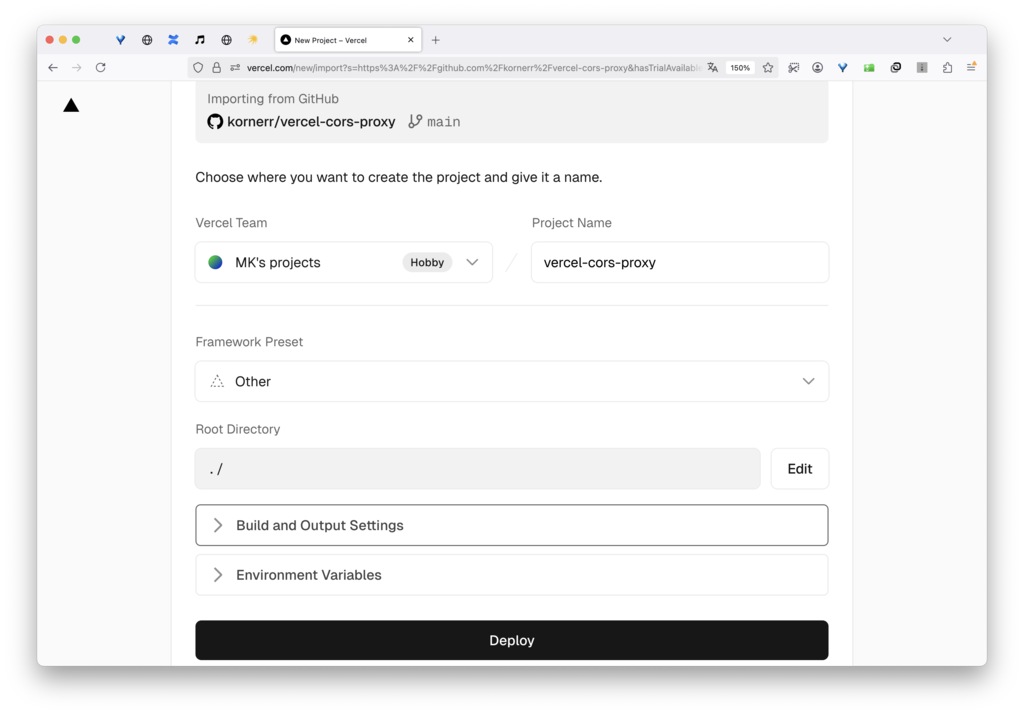 New Project – Vercel
vercel.com/new/import?s=https%3A%2F%2Fgithub.com%2Fkornerr%2Fvercel-cors-proxy&hasTrialAvailabl
150%
Importing from GitHub
kornerr/vercel-cors-proxy main
Choose where you want to create the project and give it a name.
Vercel Team
Project Name
MK's projects Hobby
vercel-cors-proxy
Framework Preset
Other
Root Directory
./
Edit
Build and Output Settings
Environment Variables
Deploy